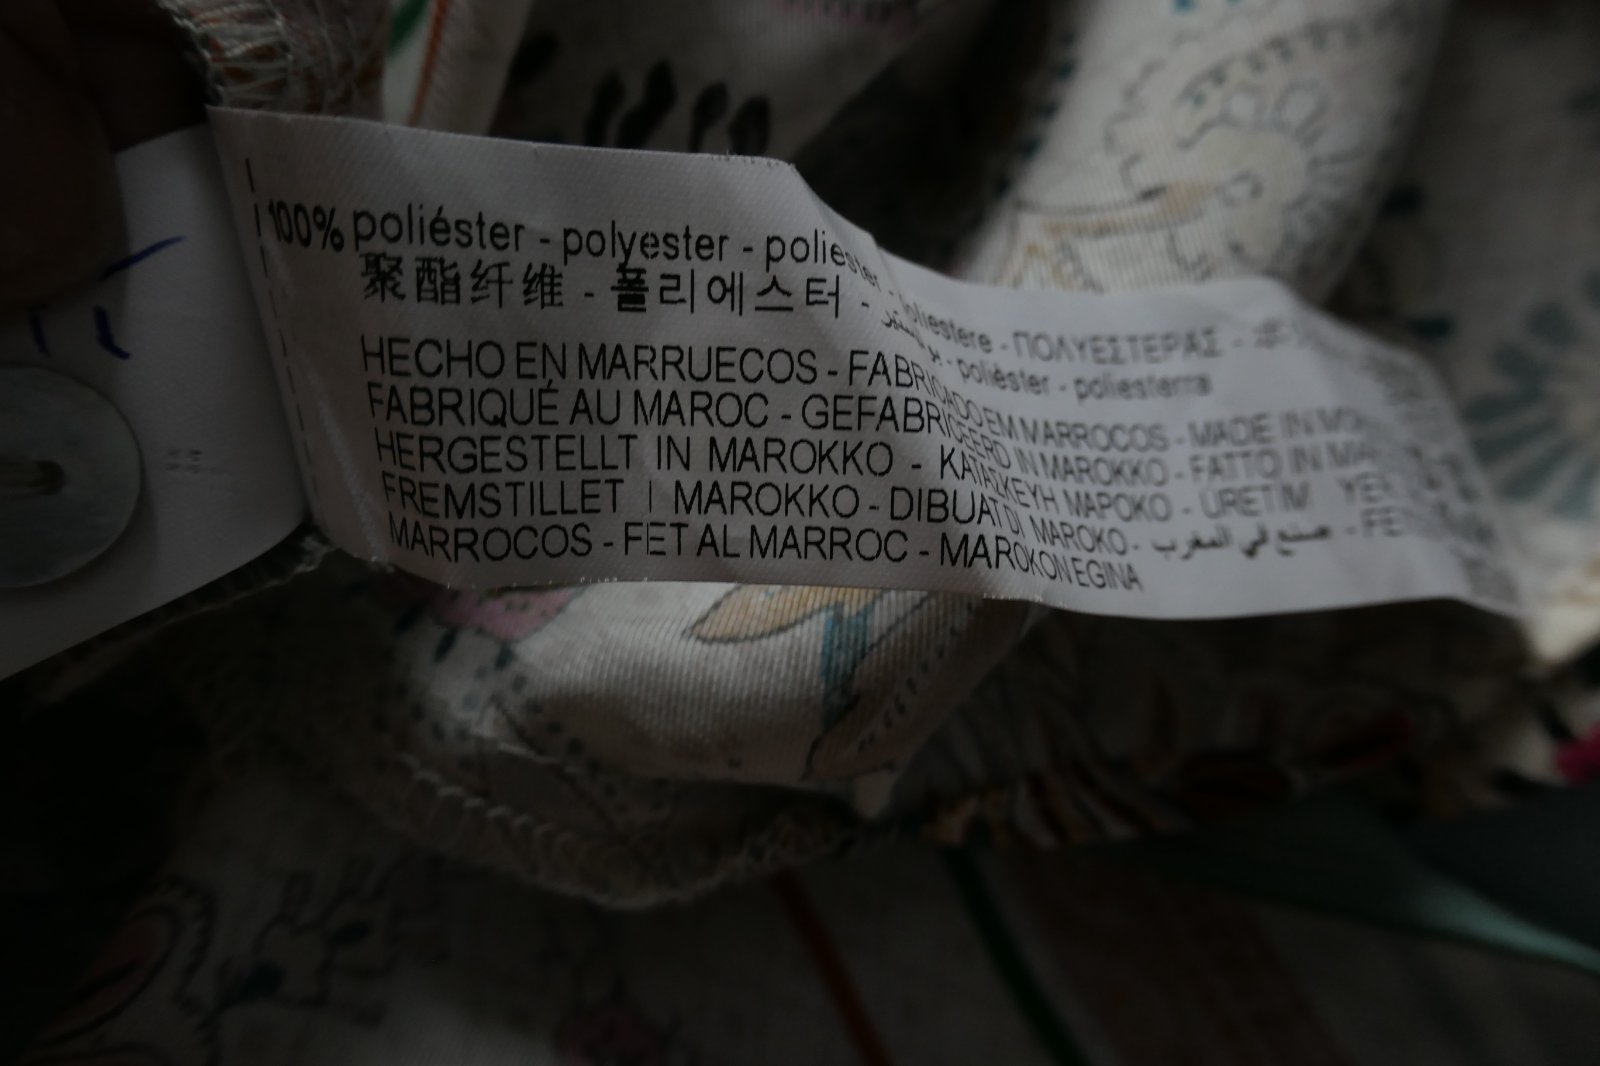 100% poliéster - polyester - poliester - poliestere - ΠΟΛΥΕΣΤΕΡΑΣ -
聚酯纤维 - 폴리에스터 - بوليستير - polièster - poliesterra
HECHO EN MARRUECOS - FABRICADO EM MARROCOS - MADE IN
FABRIQUÉ AU MAROC - GEFABRICEERD IN MAROKKO - FATTO IN
HERGESTELLT IN MAROKKO - ΚΑΤΑΣΚΕΥΗ ΜΑΡΟΚΟ - ÜRETIM
FREMSTILLET I MAROKKO - DIBUAT DI MAROKO - صنع في المغرب -
MARROCOS - FET AL MARROC - MAROKON EGINA